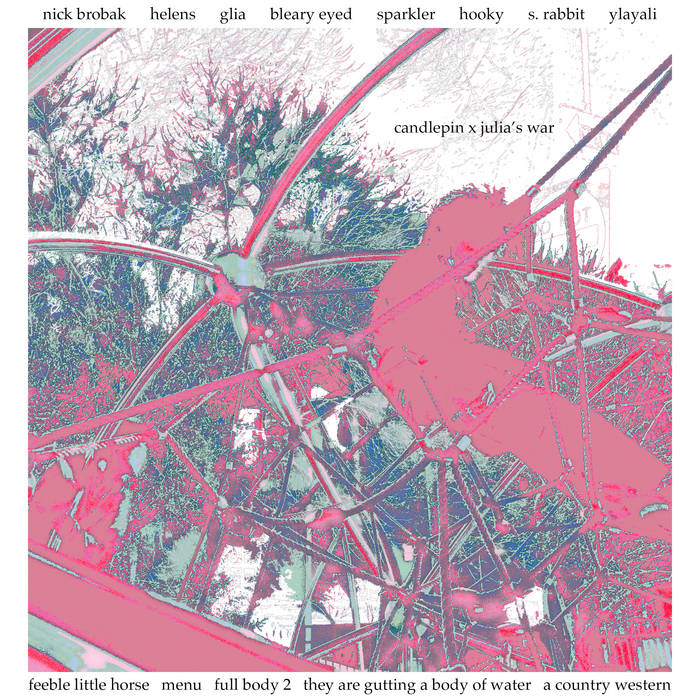 nick brobak helens glia bleary eyed sparkler hooky s. rabbit ylayali
candlepin x julia's war
feeble little horse menu full body 2 they are gutting a body of water a country western